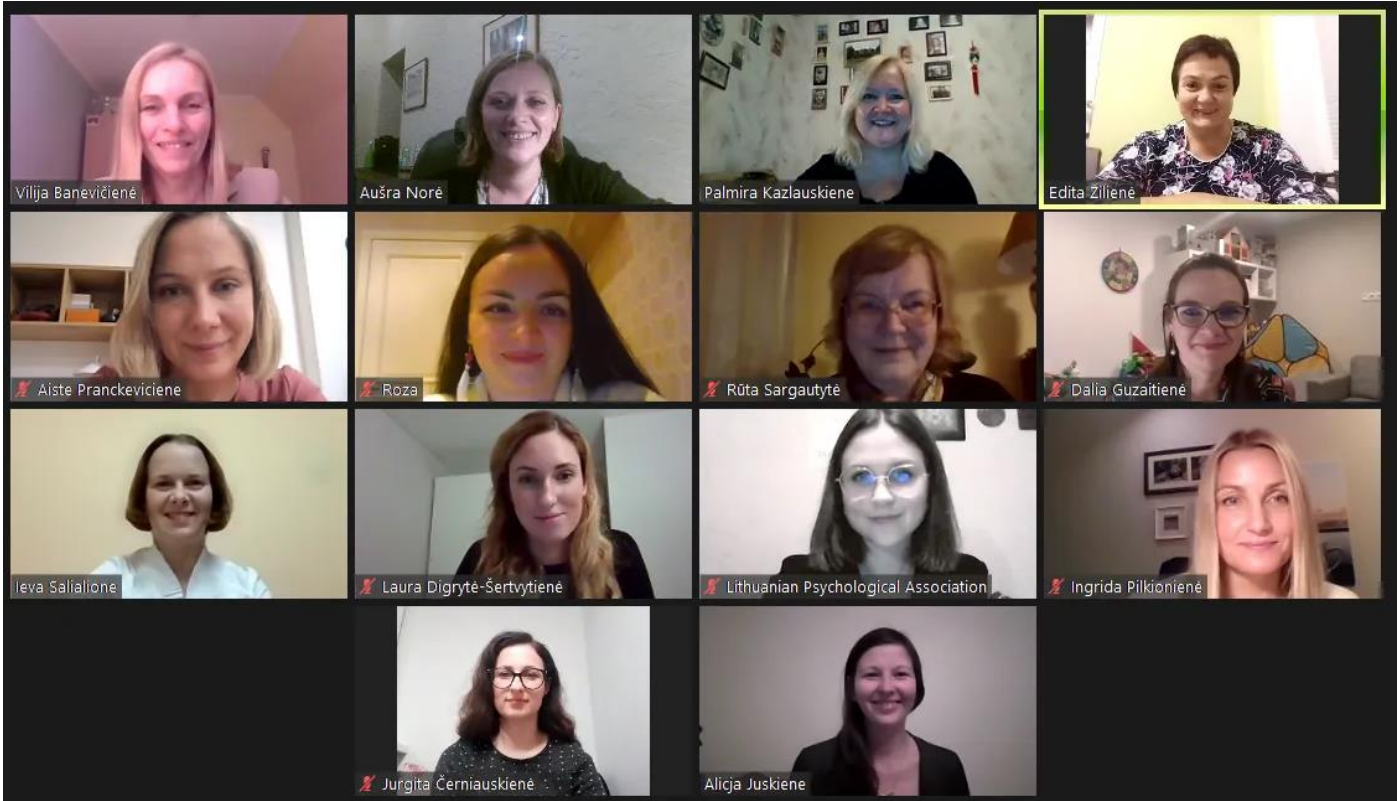 Vilija Banevičienė
Aušra Norė
Palmira Kazlauskiene
Edita Žilienė
Aiste Pranckeviciene
Roza
Rūta Sargautytė
Dalia Guzaitienė
Ieva Salialione
Laura Digrytė-Šertvytienė
Lithuanian Psychological Association
Ingrida Pilkionienė
Jurgita Černiauskienė
Alicja Juskiene